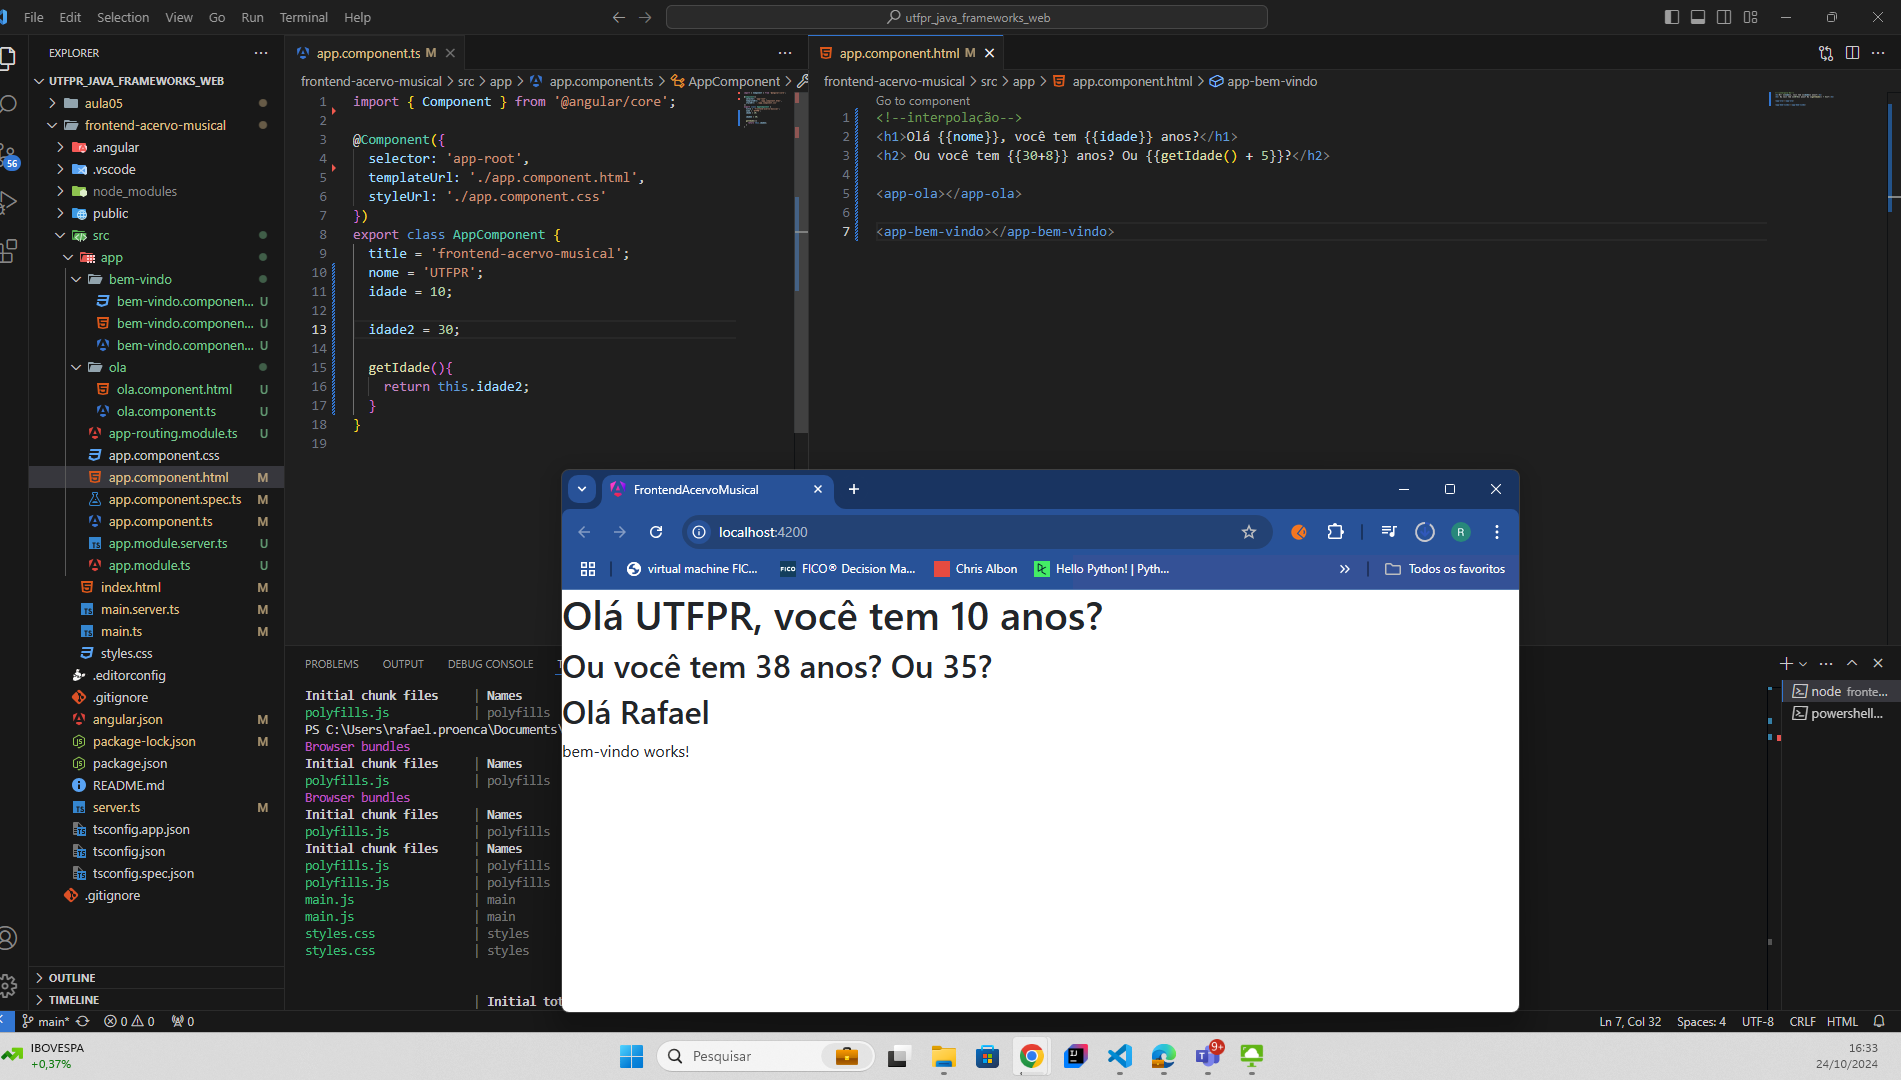 File Edit Selection View Go Run Terminal Help
utfpr_java_frameworks_web
EXPLORER
UTFPR_JAVA_FRAMEWORKS_WEB
aula05
frontend-acervo-musical
.angular
.vscode
node_modules
public
src
app
bem-vindo
bem-vindo.componen... U
bem-vindo.componen... U
bem-vindo.componen... U
ola
ola.component.html U
ola.component.ts U
app-routing.module.ts U
app.component.css
app.component.html M
app.component.spec.ts M
app.component.ts M
app.module.server.ts U
app.module.ts U
index.html M
main.server.ts M
main.ts M
styles.css
.editorconfig
.gitignore
angular.json M
package-lock.json M
package.json
README.md
server.ts M
tsconfig.app.json
tsconfig.json
tsconfig.spec.json
.gitignore
OUTLINE
TIMELINE
56
app.component.ts M
frontend-acervo-musical > src > app > app.component.ts > AppComponent >
1 import { Component } from '@angular/core';
2
3 @Component({
4 selector: 'app-root',
5 templateUrl: './app.component.html',
6 styleUrl: './app.component.css'
7 })
8 export class AppComponent {
9 title = 'frontend-acervo-musical';
10 nome = 'UTFPR';
11 idade = 10;
12
13 idade2 = 30;
14
15 getIdade(){
16 return this.idade2;
17 }
18 }
19
app.component.html M
frontend-acervo-musical > src > app > app.component.html > app-bem-vindo
Go to component
1 <!--interpolação-->
2 <h1>Olá {{nome}}, você tem {{idade}} anos?</h1>
3 <h2> Ou você tem {{30+8}} anos? Ou {{getIdade() + 5}}?</h2>
4
5 <app-ola></app-ola>
6
7 <app-bem-vindo></app-bem-vindo>
PROBLEMS OUTPUT DEBUG CONSOLE
Initial chunk files | Names
polyfills.js | polyfills
PS C:\Users\rafael.proenca\Documents\
Browser bundles
Initial chunk files | Names
polyfills.js | polyfills
Browser bundles
Initial chunk files | Names
polyfills.js | polyfills
Initial chunk files | Names
polyfills.js | polyfills
polyfills.js | polyfills
main.js | main
main.js | main
styles.css | styles
styles.css | styles
| Initial tot
node fronte...
powershell...
FrontendAcervoMusical
localhost:4200
R
virtual machine FIC...
FICO FICO® Decision Ma...
Chris Albon
Hello Python! | Pyth...
Todos os favoritos
Olá UTFPR, você tem 10 anos?
Ou você tem 38 anos? Ou 35?
Olá Rafael
bem-vindo works!
main* 0 0 0
Ln 7, Col 32 Spaces: 4 UTF-8 CRLF HTML
IBOVESPA
+0,37%
Pesquisar
9+
16:33
24/10/2024